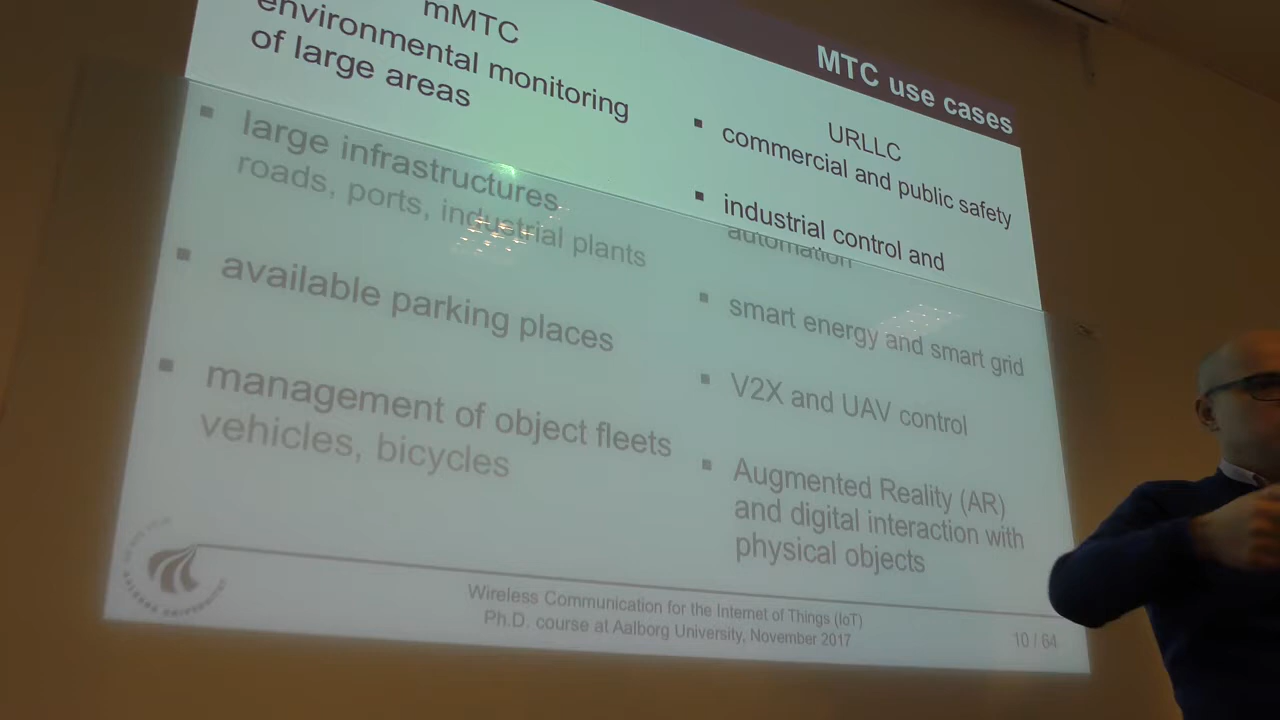 MTC use cases
mMTC
environmental monitoring
of large areas
large infrastructures
roads, ports, industrial plants
available parking places
management of object fleets
vehicles, bicycles
URLLC
commercial and public safety
industrial control and
automation
smart energy and smart grid
V2X and UAV control
Augmented Reality (AR)
and digital interaction with
physical objects
Wireless Communication for the Internet of Things (IoT)
Ph.D. course at Aalborg University, November 2017
10 / 64